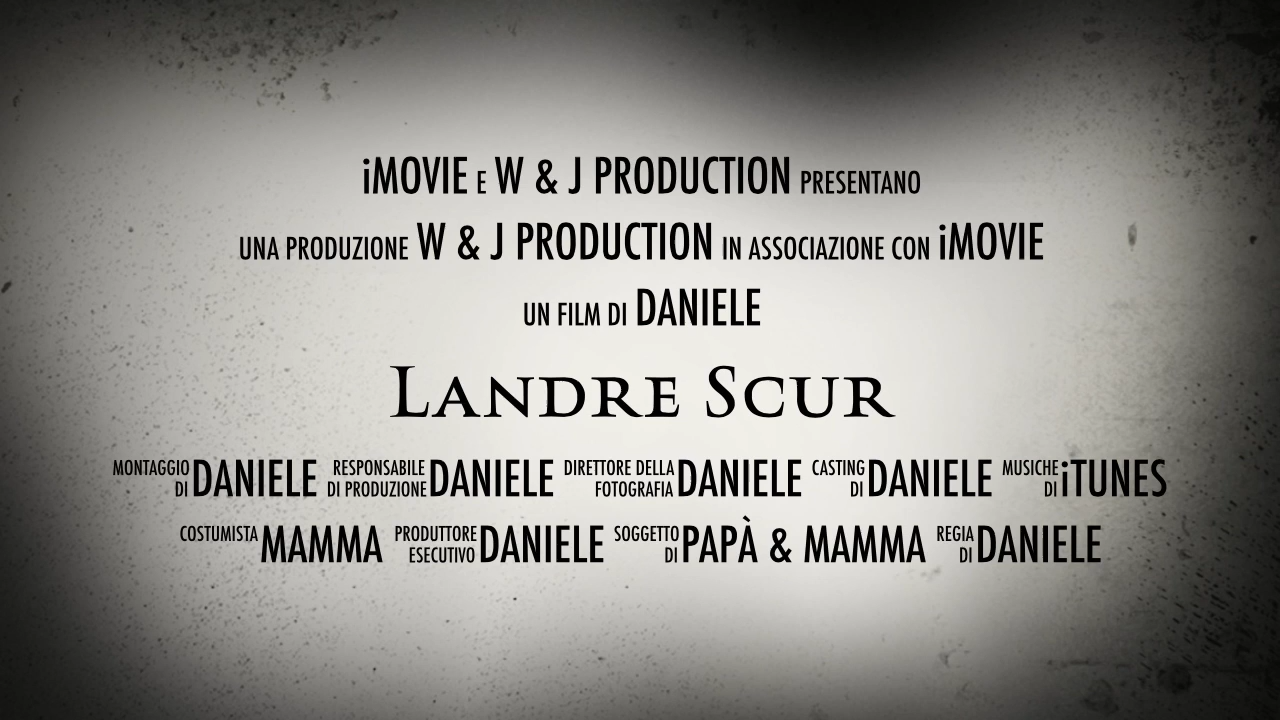 iMOVIE E W & J PRODUCTION PRESENTANO
UNA PRODUZIONE W & J PRODUCTION IN ASSOCIAZIONE CON iMOVIE
UN FILM DI DANIELE
LANDRE SCUR
MONTAGGIO DI DANIELE RESPONSABILE DI PRODUZIONE DANIELE DIRETTORE DELLA FOTOGRAFIA DANIELE CASTING DI DANIELE MUSICHE DI iTUNES
COSTUMISTA MAMMA PRODUTTORE ESECUTIVO DANIELE SOGGETTO DI PAPÀ & MAMMA REGIA DI DANIELE